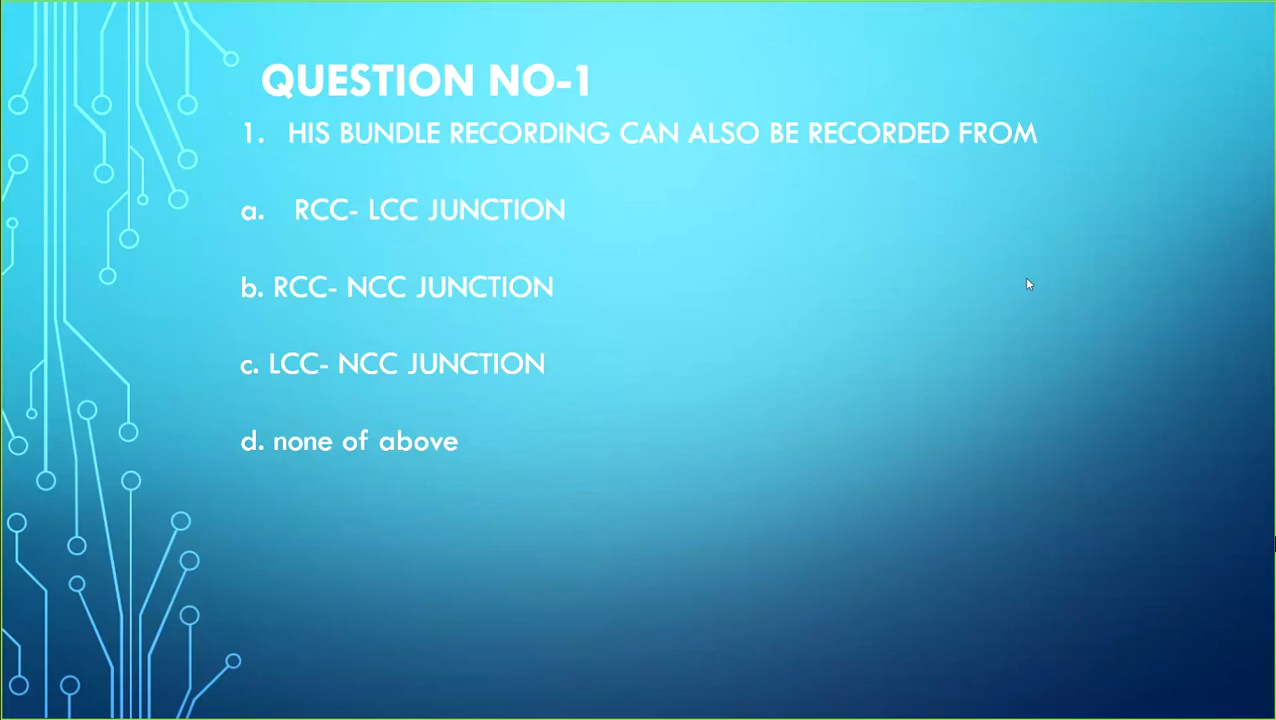 QUESTION NO-1
1. HIS BUNDLE RECORDING CAN ALSO BE RECORDED FROM
a. RCC- LCC JUNCTION
b. RCC- NCC JUNCTION
c. LCC- NCC JUNCTION
d. none of above